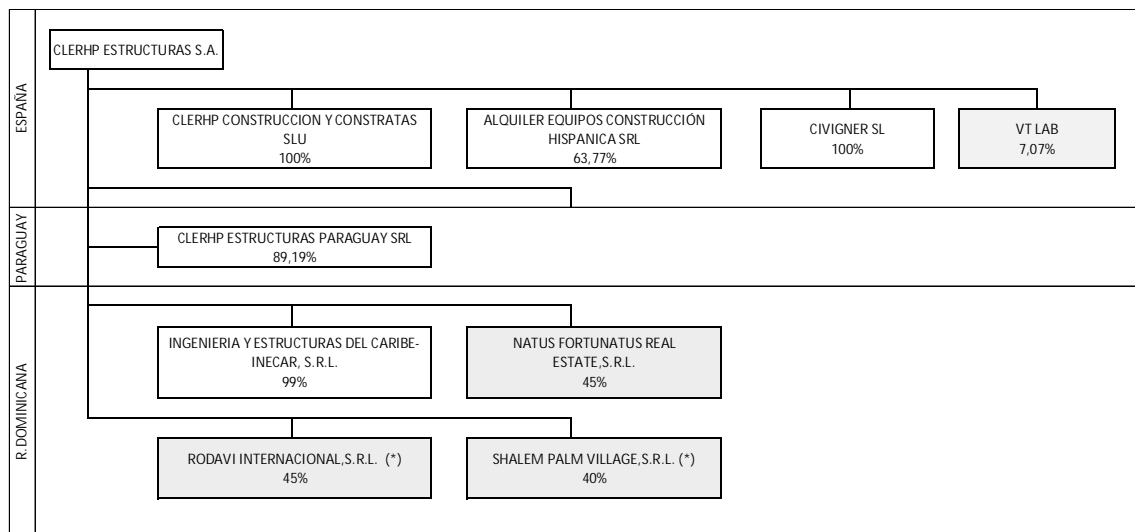 ESPAÑA
CLERHP ESTRUCTURAS S.A.
CLERHP CONSTRUCCION Y CONSTRATAS
SLU
100%
ALQUILER EQUIPOS CONSTRUCCIÓN
HISPANICA SRL
63,77%
CIVIGNER SL
100%
VT LAB
7,07%
PARAGUAY
CLERHP ESTRUCTURAS PARAGUAY SRL
89,19%
R. DOMINICANA
INGENIERIA Y ESTRUCTURAS DEL CARIBE-
INECAR, S.R.L.
99%
NATUS FORTUNATUS REAL
ESTATE,S.R.L.
45%
RODAVI INTERNACIONAL,S.R.L. (*)
45%
SHALEM PALM VILLAGE,S.R.L. (*)
40%